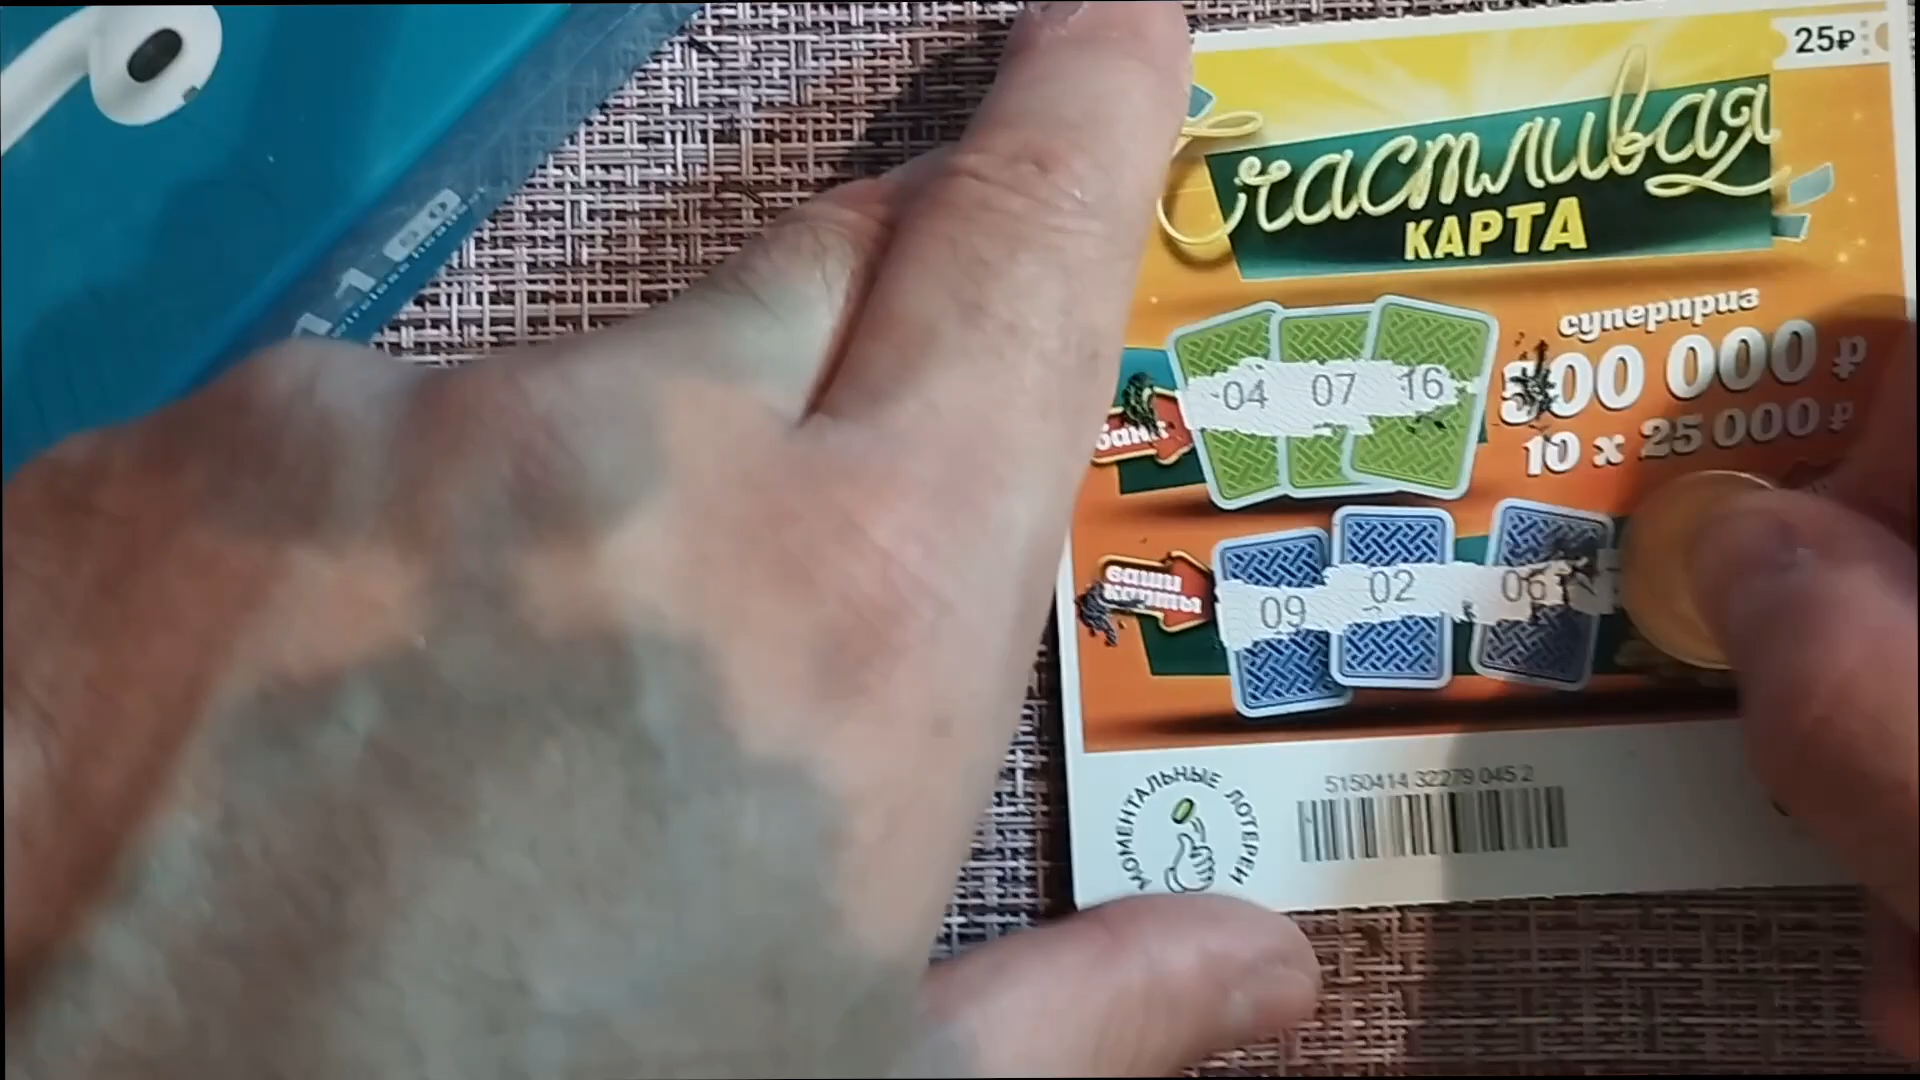 25₽
Счастливая
КАРТА
суперприз
500 000 ₽
10 x 25 000 ₽
04 07 16
банк
ваши
карты
09 02 06
5150414 32279 045 2
МОМЕНТАЛЬНЫЕ ЛОТЕРЕИ